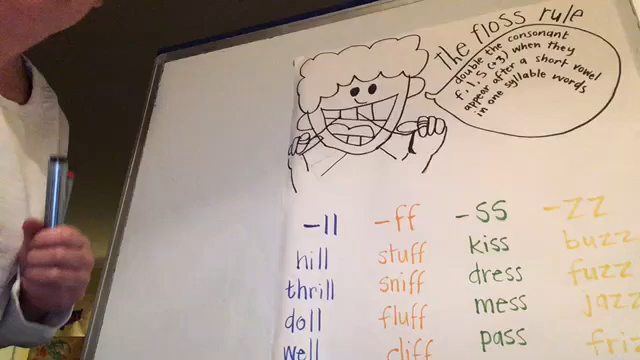 the floss rule
double the consonant
f, l, s (+z) when they
appear after a short vowel
in one syllable words
-ll -ff -ss -zz
hill stuff kiss buzz
thrill sniff dress fuzz
doll fluff mess jazz
well cliff pass